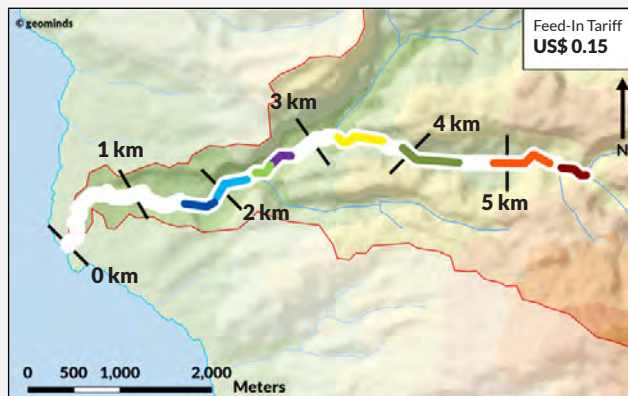 © geominds
Feed-In Tariff
US$ 0.15
3 km
4 km
N
1 km
2 km
5 km
0 km
0 500 1,000 2,000
Meters